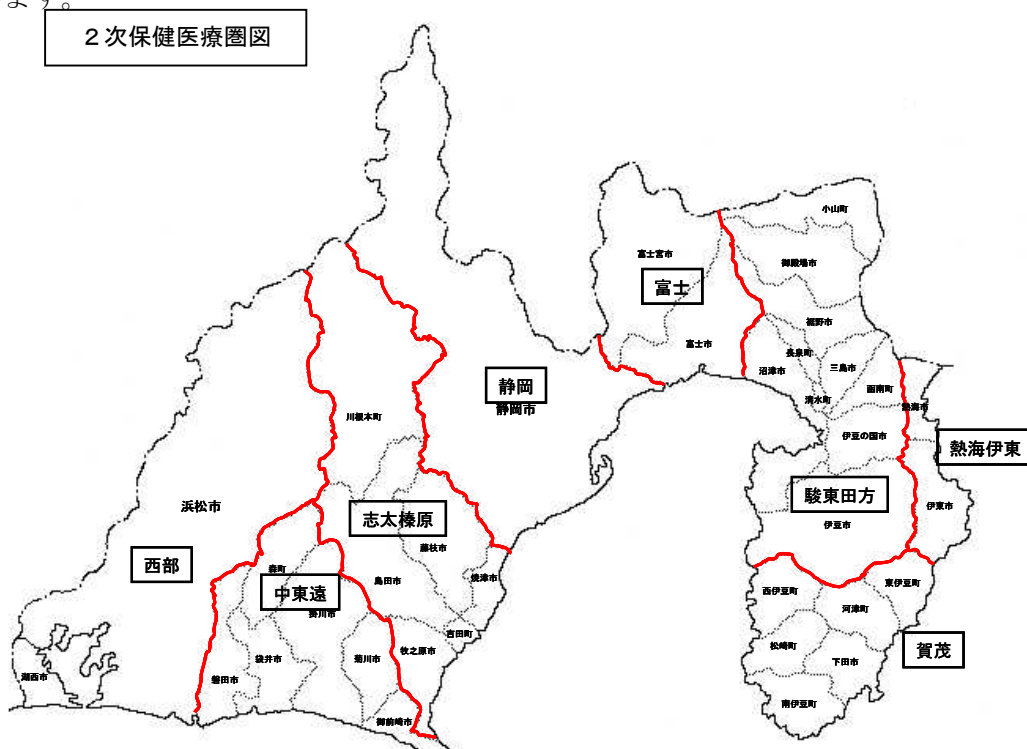 ます。
２次保健医療圏図
小山町
富士宮市
御殿場市
富士
裾野市
富士市
長泉町
沼津市
三島市
函南町
静岡
静岡市
清水町
熱海市
川根本町
伊豆の国市
熱海伊東
駿東田方
浜松市
伊東市
志太榛原
伊豆市
藤枝市
西部
森町
島田市
焼津市
東伊豆町
西伊豆町
中東遠
掛川市
河津町
吉田町
賀茂
牧之原市
松崎町
袋井市
菊川市
下田市
湖西市
磐田市
南伊豆町
御前崎市